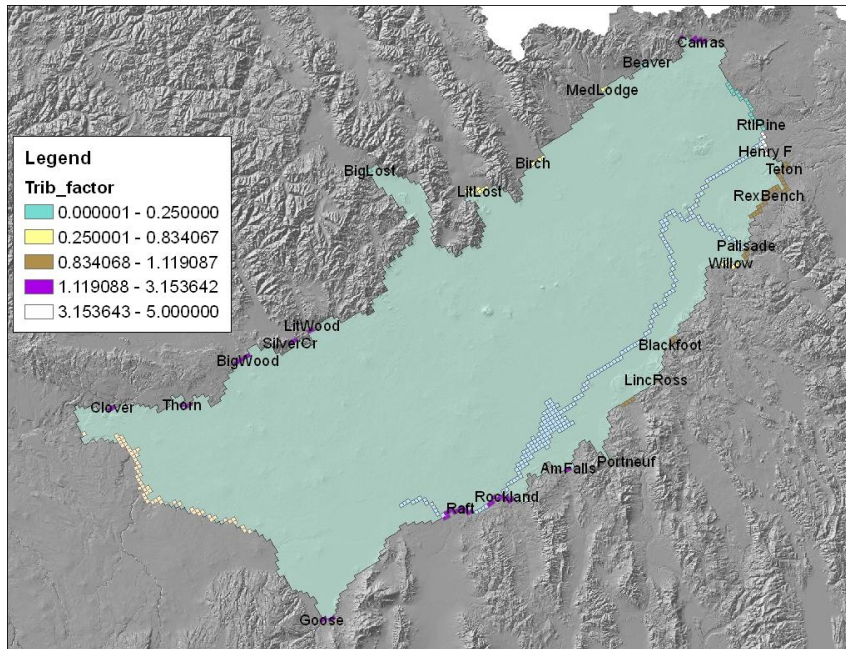 Camras
Beaver
MedLodge
RtlPine
Henry F
Birch
Teton
BigLost
LitLost
RexBench
Legend
Trib_factor
0.000001 - 0.250000
0.250001 - 0.834067
0.834068 - 1.119087
1.119088 - 3.153642
3.153643 - 5.000000
Palisade
Willow
LitWood
SilverCr
BigWood
Blackfoot
LincRoss
Clover
Thorn
AmFalls
Portneuf
Rockland
Raft
Goose